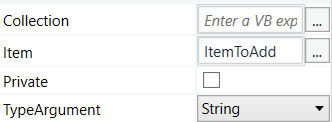 Collection Enter a VB exp ...
Item ItemToAdd ...
Private
TypeArgument String